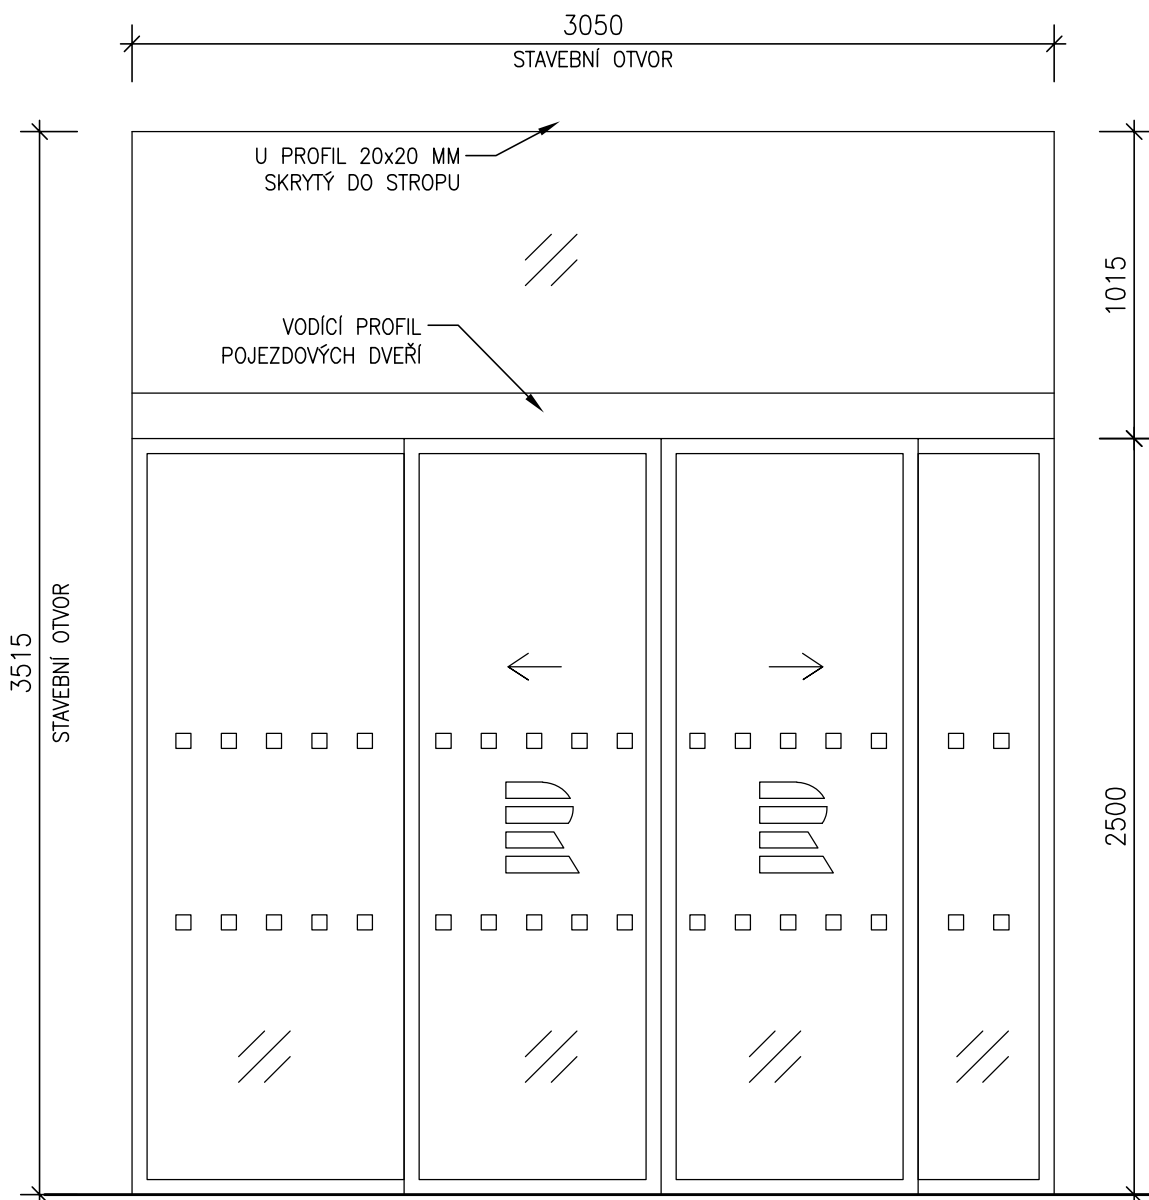 3050
STAVEBNÍ OTVOR
U PROFIL 20x20 MM
SKRYTÝ DO STROPU
1015
VODÍCÍ PROFIL
POJEZDOVÝCH DVEŘÍ
3515
STAVEBNÍ OTVOR
2500